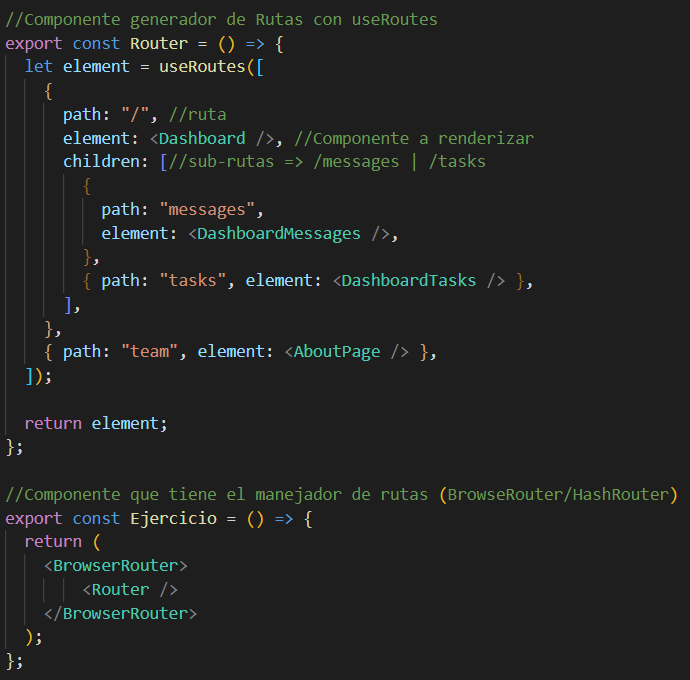 //Componente generador de Rutas con useRoutes
export const Router = () => {
  let element = useRoutes([
    {
      path: "/", //ruta
      element: <Dashboard />, //Componente a renderizar
      children: [//sub-rutas => /messages | /tasks
        {
          path: "messages",
          element: <DashboardMessages />,
        },
        { path: "tasks", element: <DashboardTasks /> },
      ],
    },
    { path: "team", element: <AboutPage /> },
  ]);

  return element;
};

//Componente que tiene el manejador de rutas (BrowseRouter/HashRouter)
export const Ejercicio = () => {
  return (
    <BrowserRouter>
        <Router />
    </BrowserRouter>
  );
};